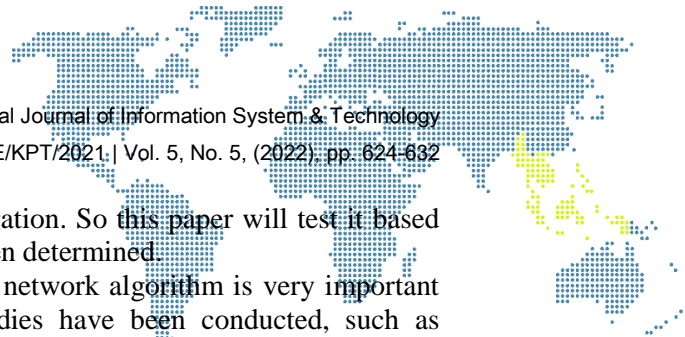 al Journal of Information System & Technology
E/KPT/2021 | Vol. 5, No. 5, (2022), pp. 624-632
ation. So this paper will test it based
en determined.
network algorithm is very important
dies have been conducted, such as